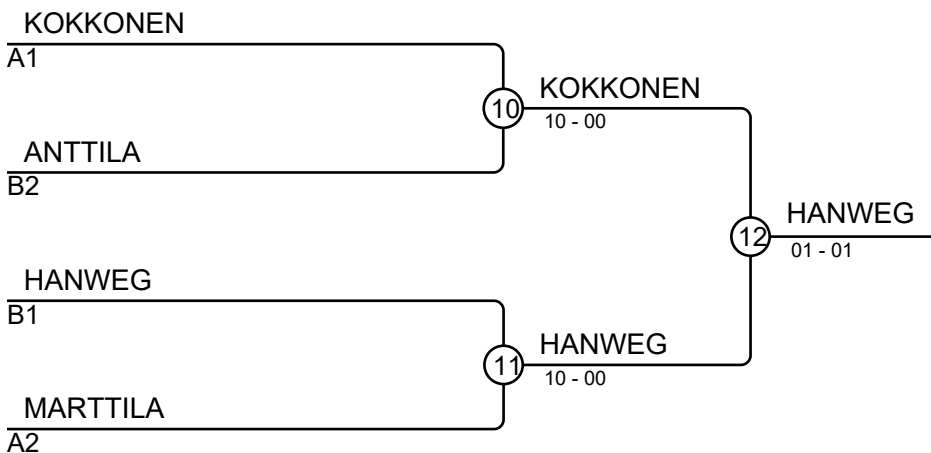 KOKKONEN
A1
10
KOKKONEN
10 - 00
ANTTILA
B2
12
HANWEG
01 - 01
HANWEG
B1
11
HANWEG
10 - 00
MARTTILA
A2